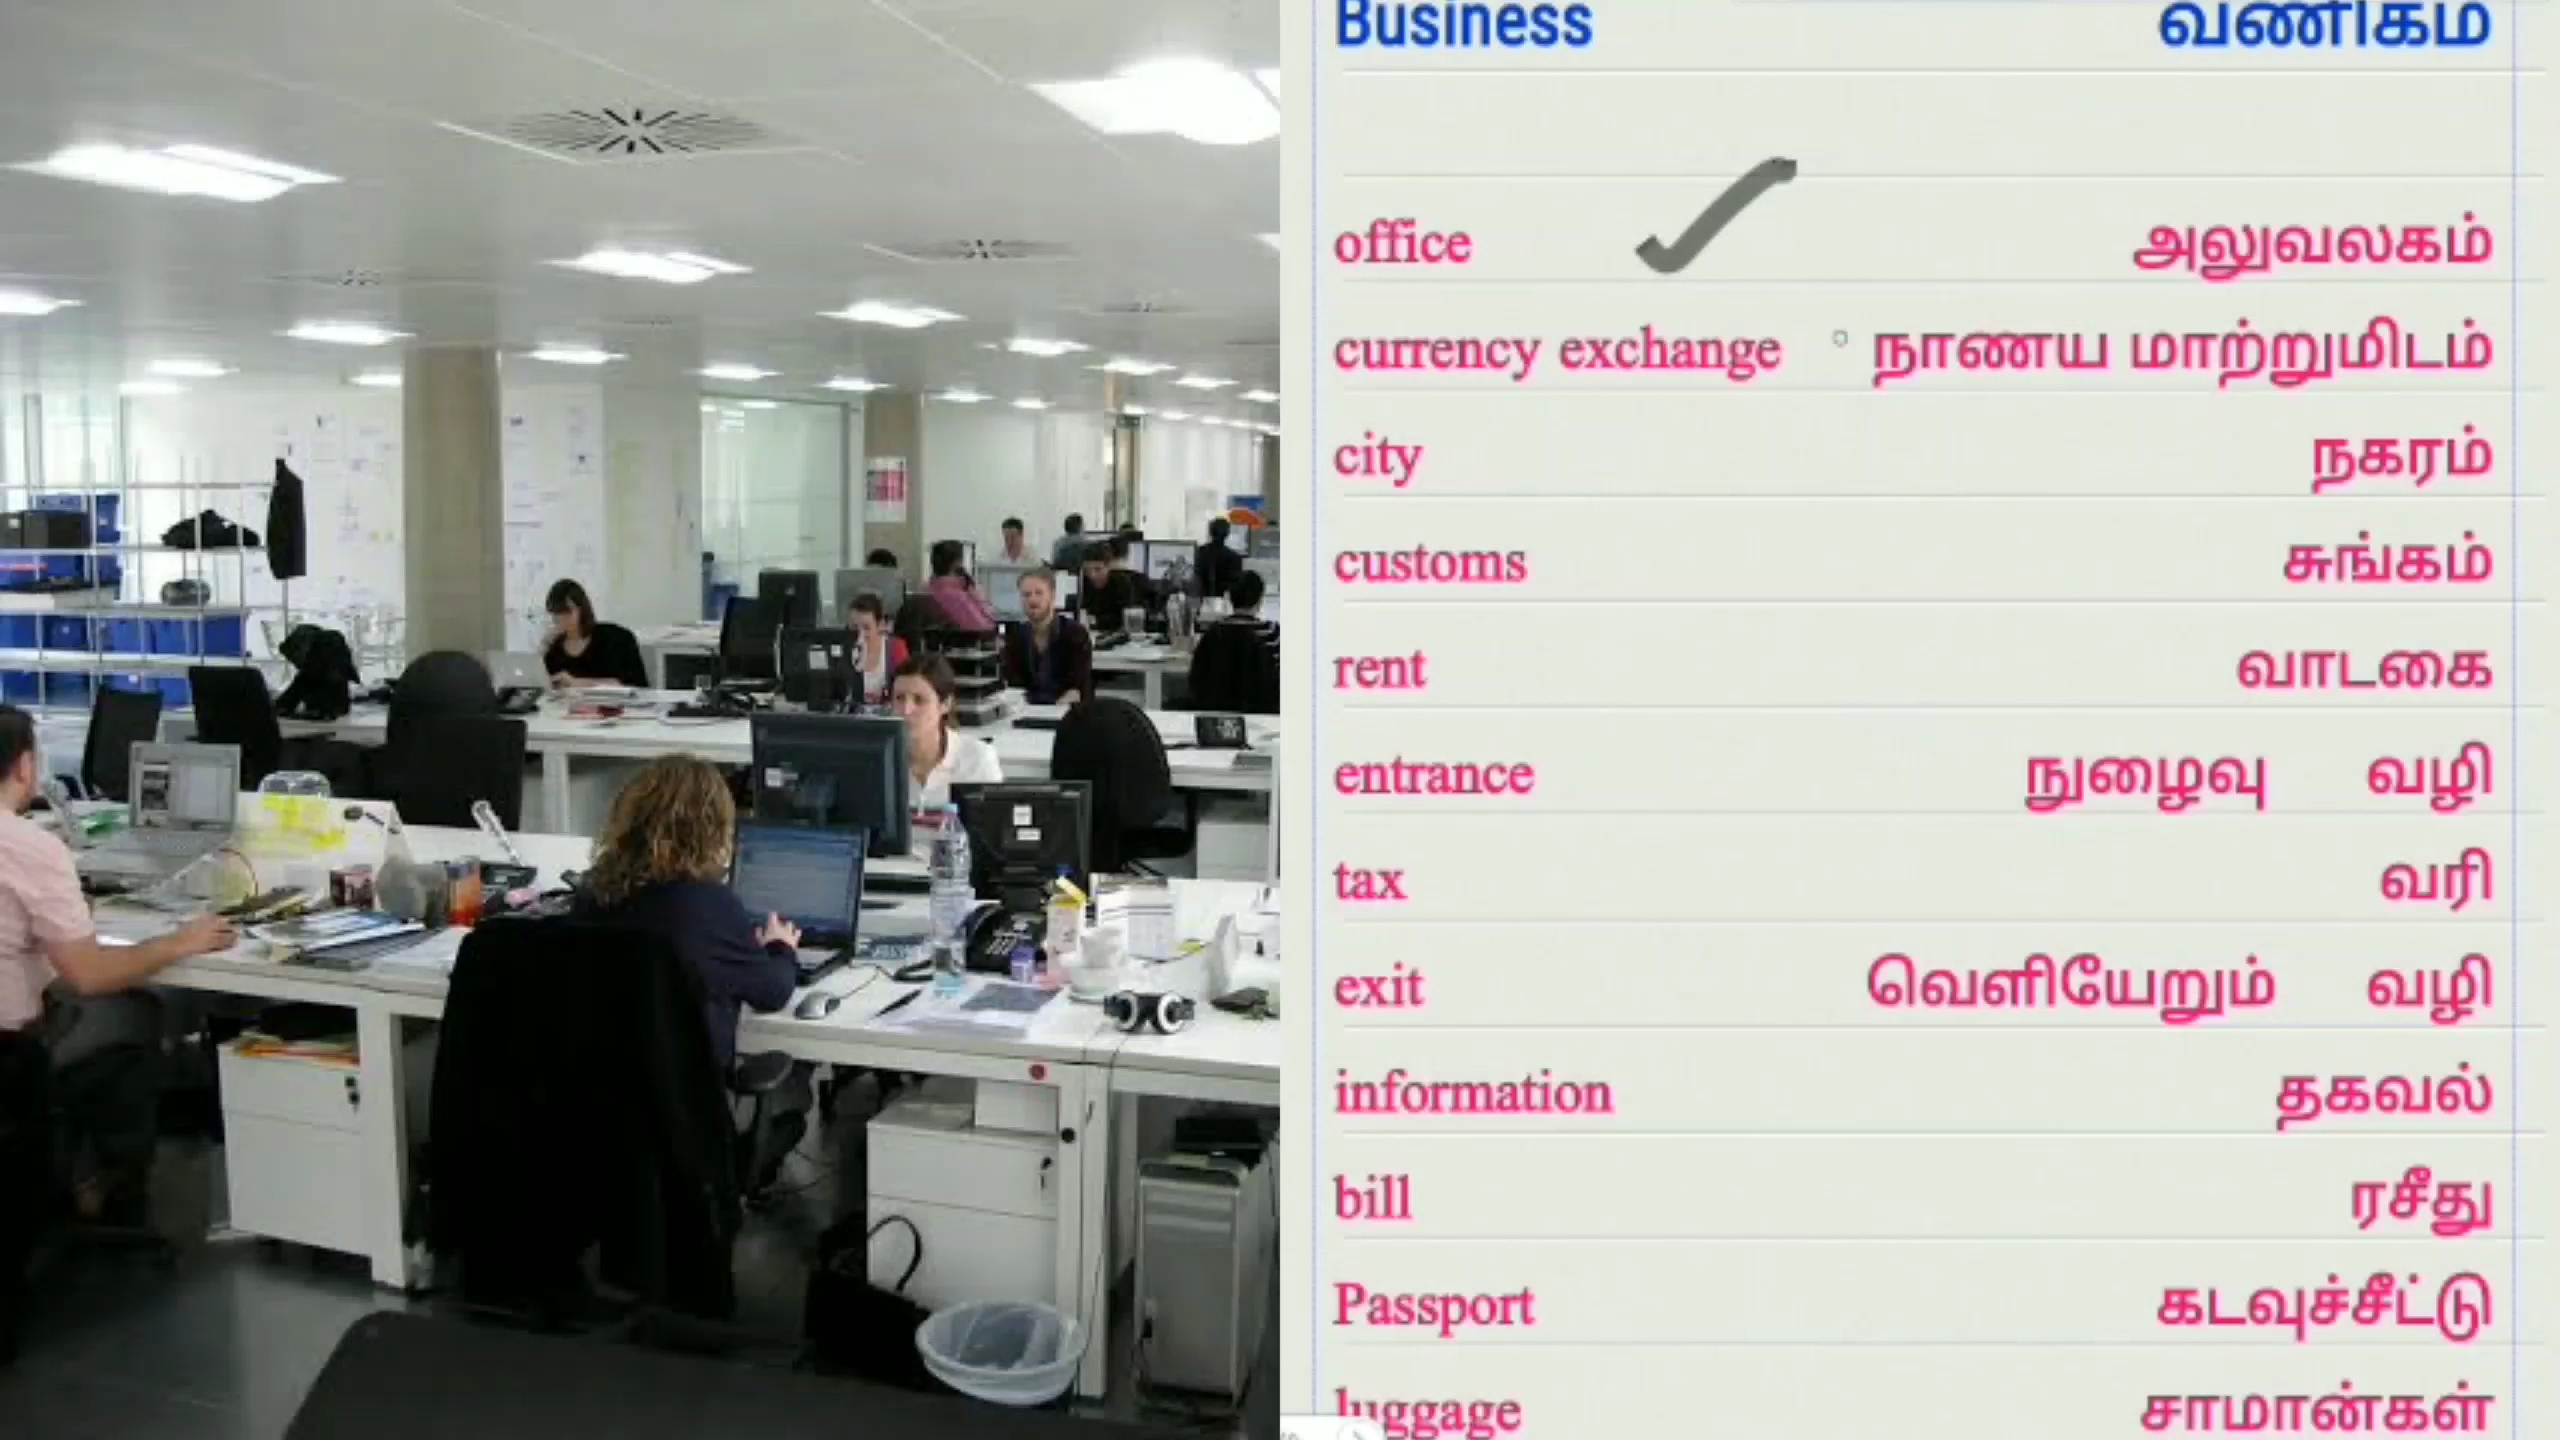 Business வணிகம்
office அலுவலகம்
currency exchange நாணய மாற்றுமிடம்
city நகரம்
customs சுங்கம்
rent வாடகை
entrance நுழைவு வழி
tax வரி
exit வெளியேறும் வழி
information தகவல்
bill ரசீது
Passport கடவுச்சீட்டு
luggage சாமான்கள்